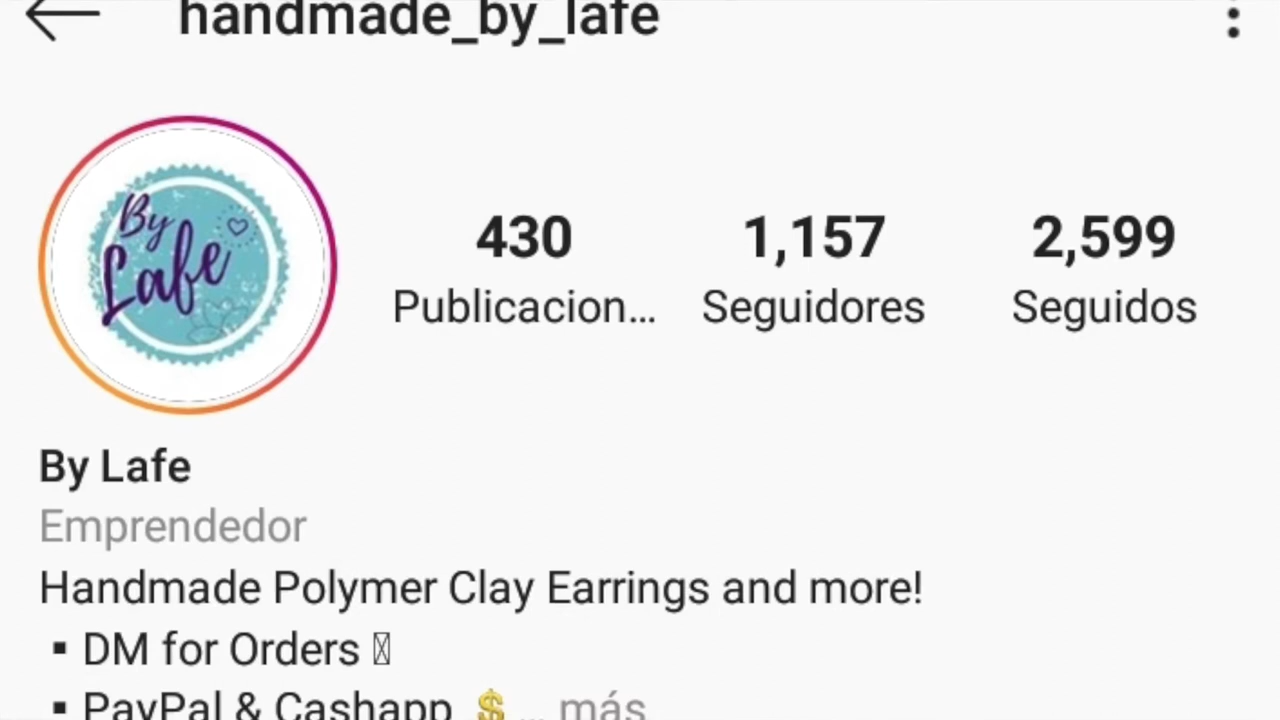 handmade_by_lafe
By
Lafe
430 1,157 2,599
Publicacion... Seguidores Seguidos
By Lafe
Emprendedor
Handmade Polymer Clay Earrings and more!
▪ DM for Orders
▪ PayPal & Cashapp 💲... más